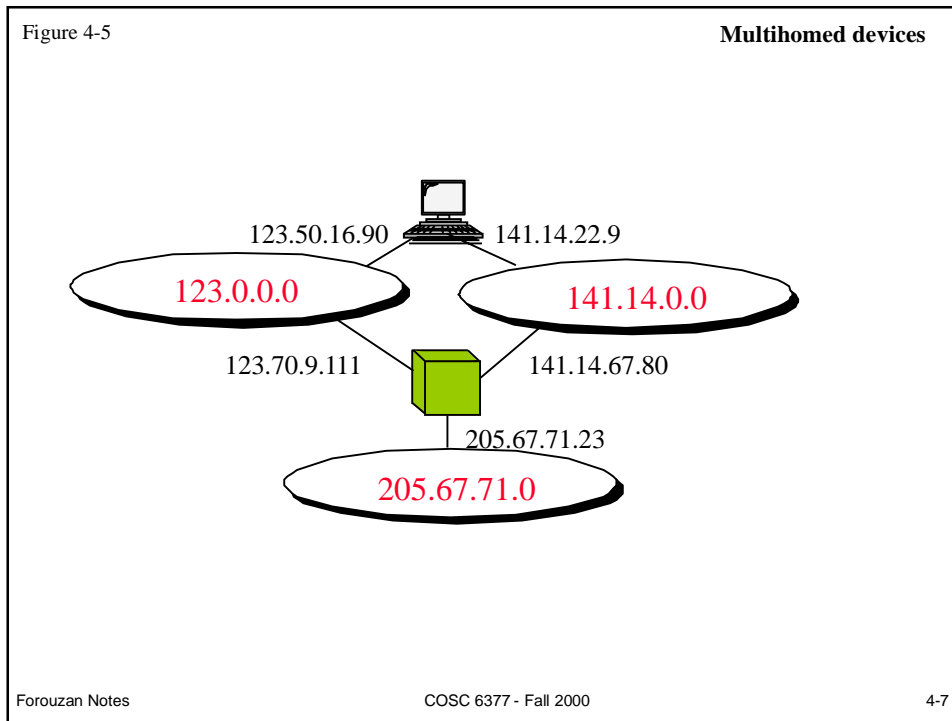 Figure 4-5
Multihomed devices
123.50.16.90
141.14.22.9
123.0.0.0
141.14.0.0
123.70.9.111
141.14.67.80
205.67.71.23
205.67.71.0
Forouzan Notes
COSC 6377 - Fall 2000
4-7